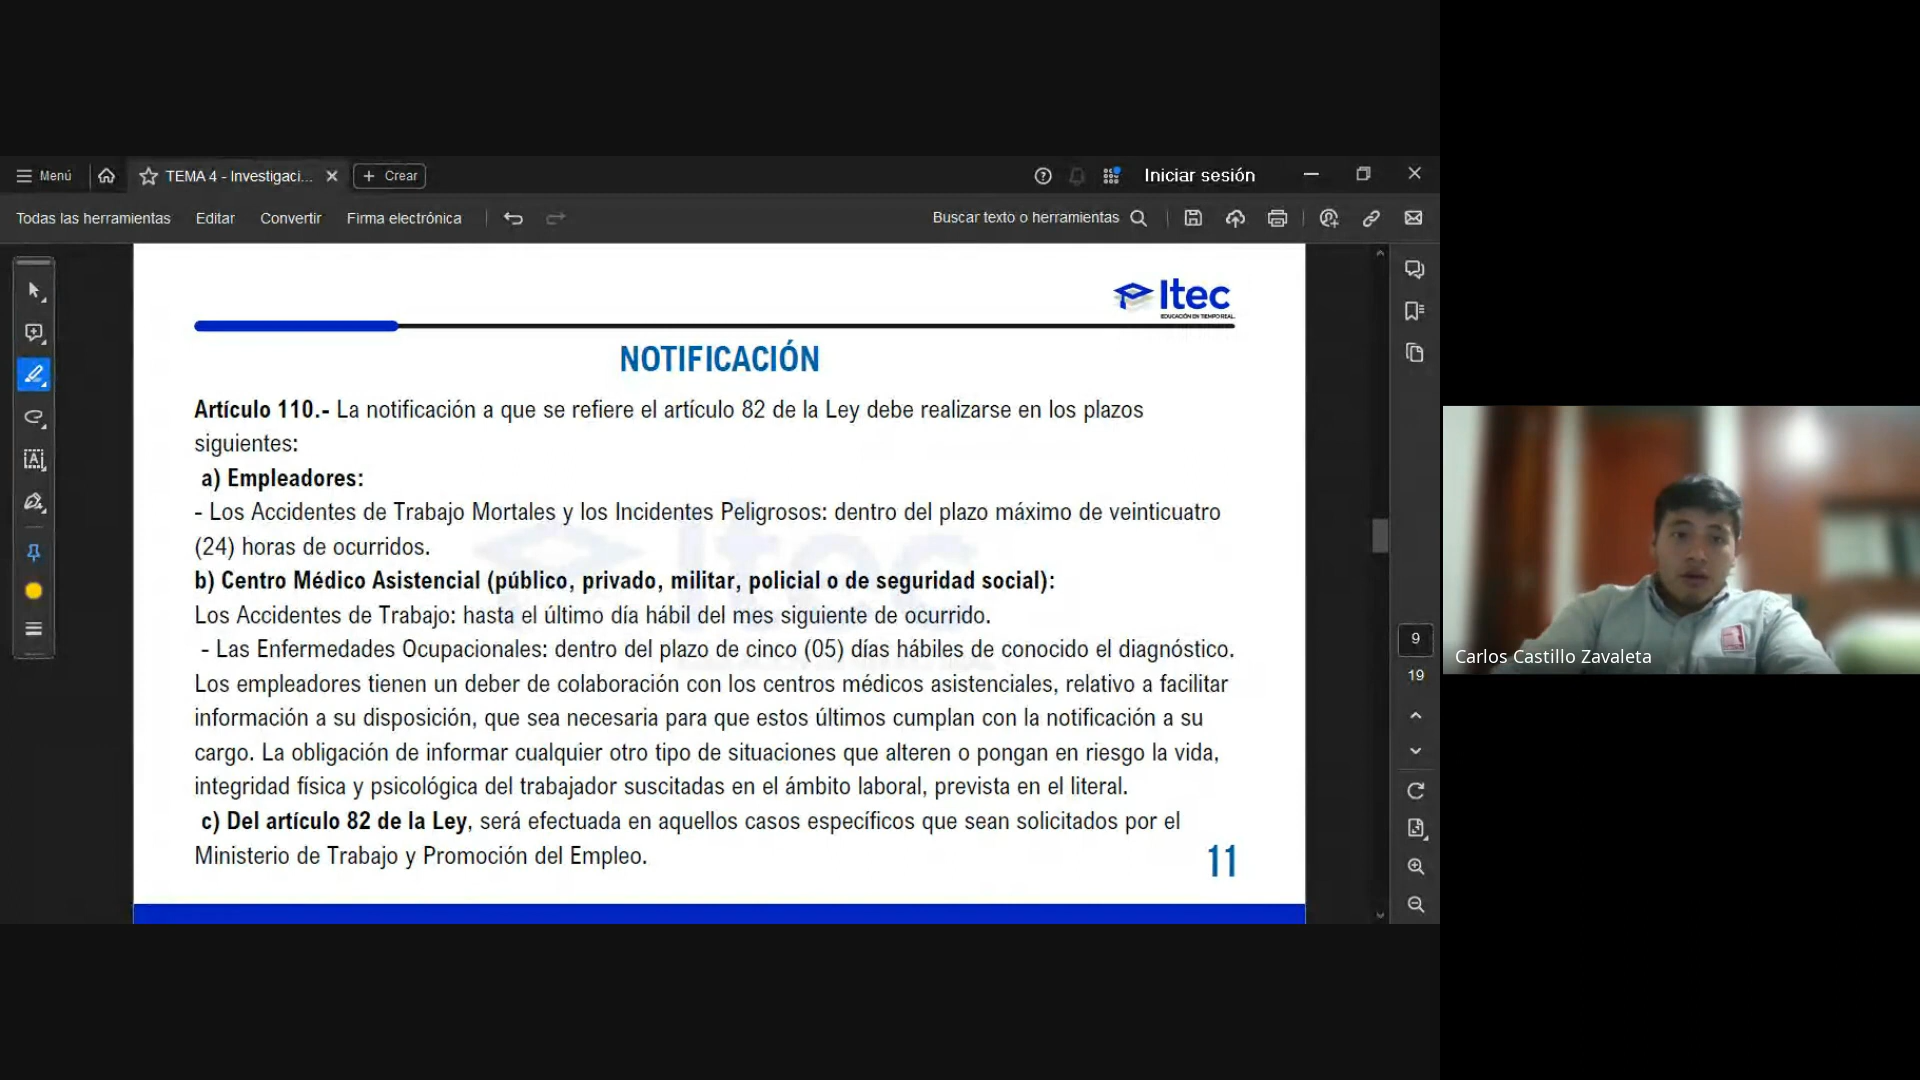 Menú
TEMA 4 - Investigaci...
Crear
Iniciar sesión
Todas las herramientas
Editar
Convertir
Firma electrónica
Buscar texto o herramientas
Itec
EDUCACIÓN EN TIEMPO REAL
NOTIFICACIÓN
Artículo 110.- La notificación a que se refiere el artículo 82 de la Ley debe realizarse en los plazos
siguientes:
a) Empleadores:
- Los Accidentes de Trabajo Mortales y los Incidentes Peligrosos: dentro del plazo máximo de veinticuatro
(24) horas de ocurridos.
b) Centro Médico Asistencial (público, privado, militar, policial o de seguridad social):
Los Accidentes de Trabajo: hasta el último día hábil del mes siguiente de ocurrido.
- Las Enfermedades Ocupacionales: dentro del plazo de cinco (05) días hábiles de conocido el diagnóstico.
Los empleadores tienen un deber de colaboración con los centros médicos asistenciales, relativo a facilitar
información a su disposición, que sea necesaria para que estos últimos cumplan con la notificación a su
cargo. La obligación de informar cualquier otro tipo de situaciones que alteren o pongan en riesgo la vida,
integridad física y psicológica del trabajador suscitadas en el ámbito laboral, prevista en el literal.
c) Del artículo 82 de la Ley, será efectuada en aquellos casos específicos que sean solicitados por el
Ministerio de Trabajo y Promoción del Empleo.
11
9
19
Carlos Castillo Zavaleta